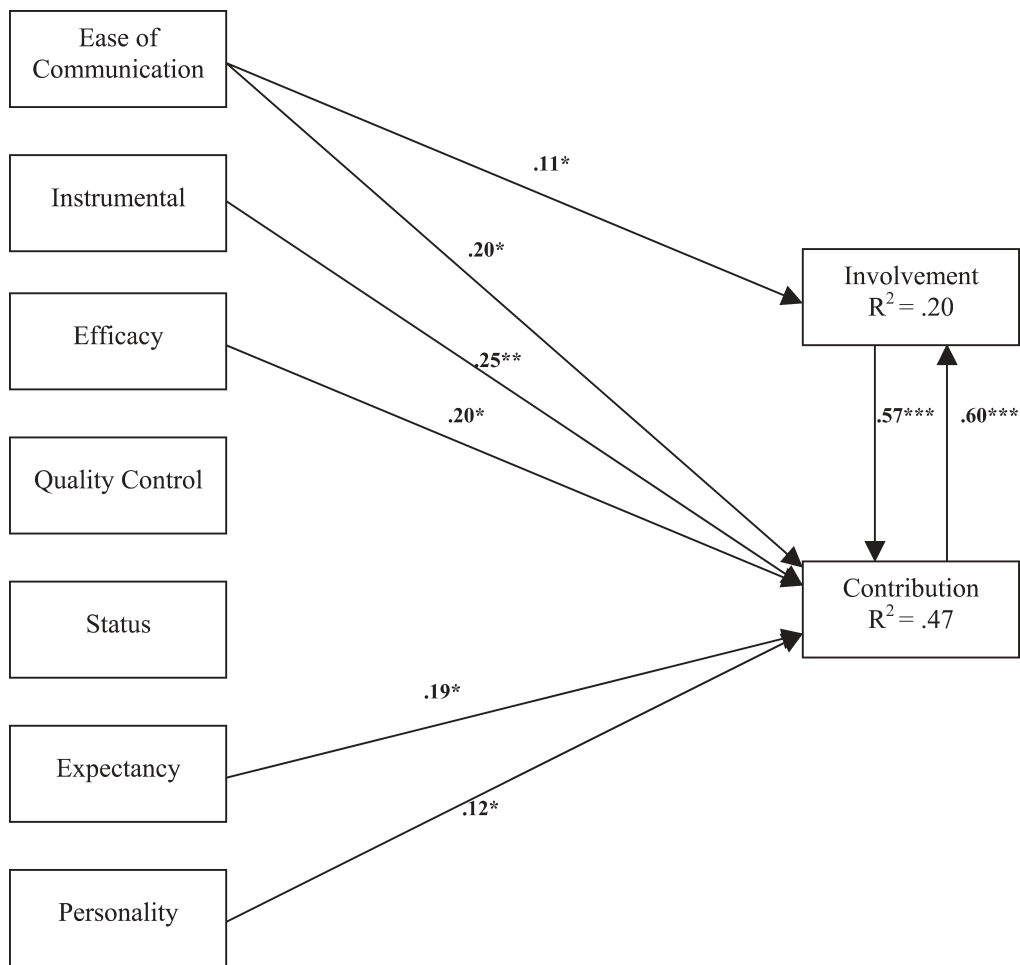 Ease of
Communication
.11*
Instrumental
.20*
Involvement
R² = .20
Efficacy
.25**
.20*
.57***
.60***
Quality Control
Contribution
R² = .47
Status
.19*
Expectancy
.12*
Personality